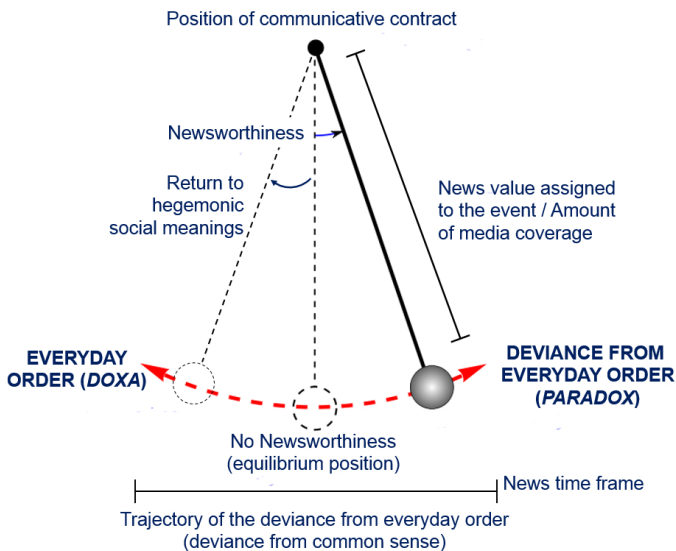 Position of communicative contract
Newsworthiness
Return to
hegemonic
social meanings
News value assigned
to the event / Amount
of media coverage
EVERYDAY
ORDER (DOXA)
DEVIANCE FROM
EVERYDAY ORDER
(PARADOX)
No Newsworthiness
(equilibrium position)
News time frame
Trajectory of the deviance from everyday order
(deviance from common sense)